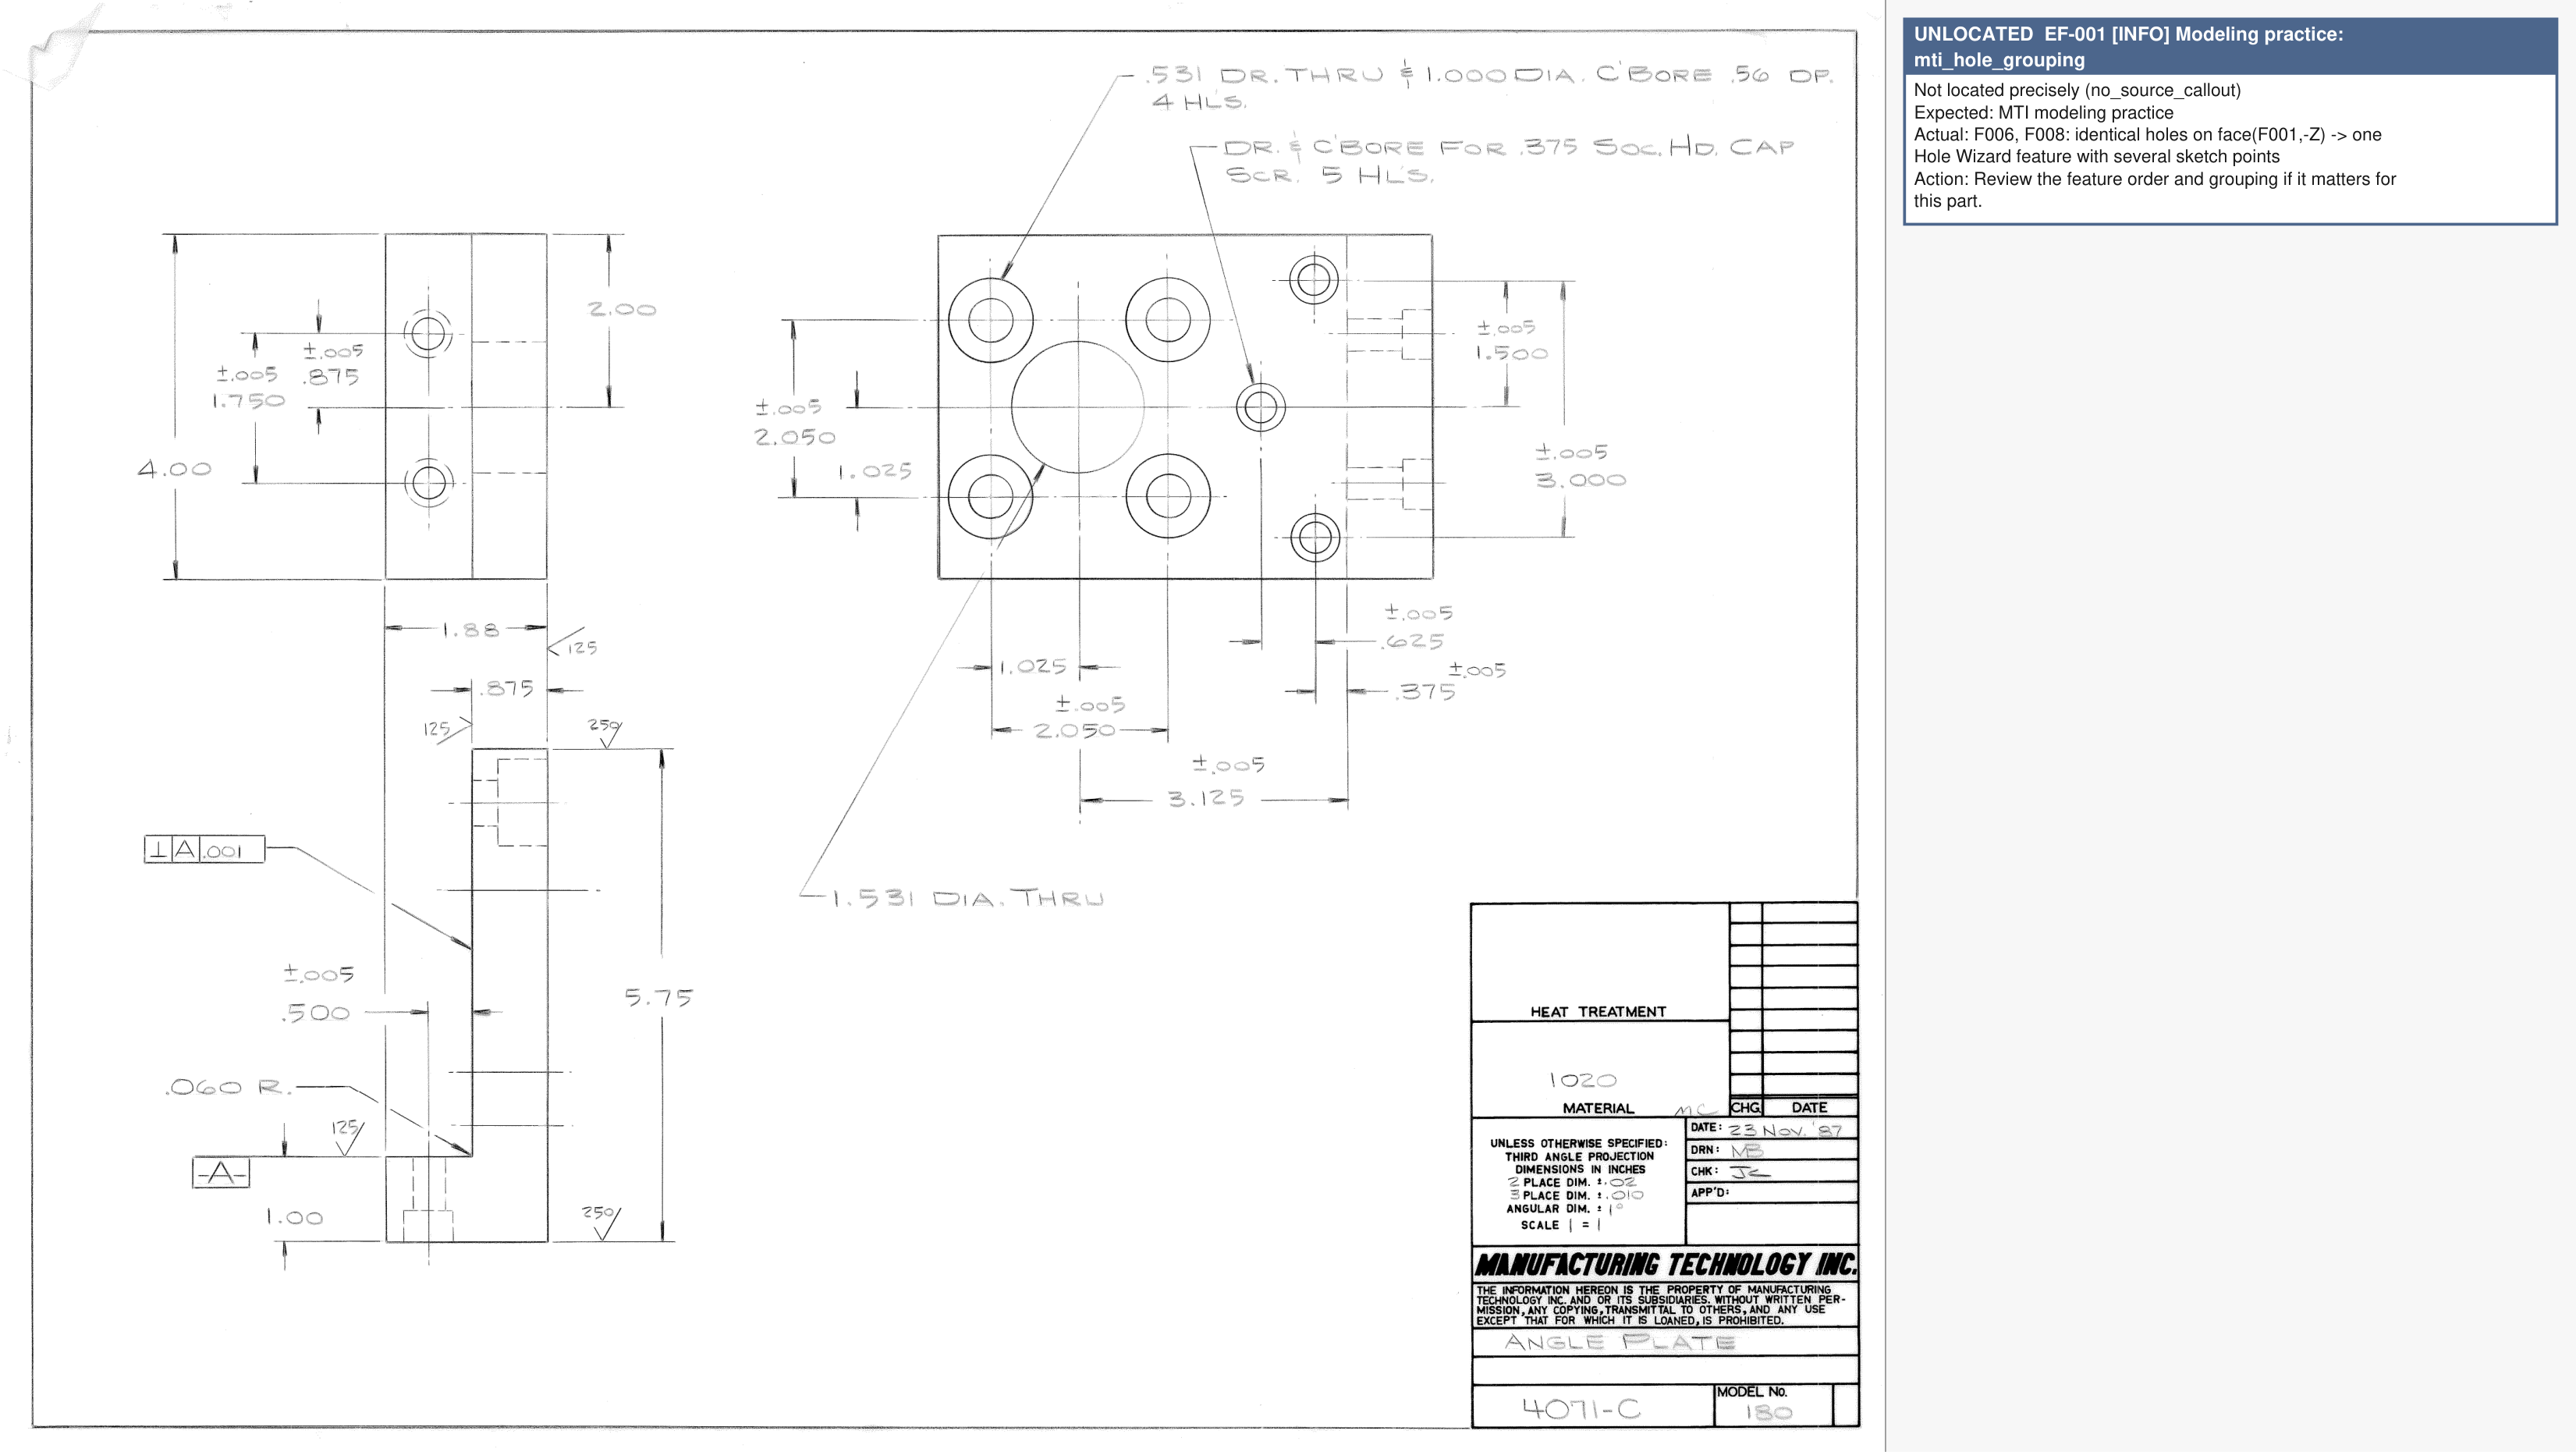 .531 DR. THRU & 1.000 DIA. C'BORE .56 DP.
4 HL'S.
DR. & C'BORE FOR .375 SOC. HD. CAP
SCR. 5 HL'S.
2.00
±.005
.875
±.005
1.750
4.00
±.005
2.050
1.025
±.005
1.500
±.005
3.000
1.88
125
.875
125
250
±.005
.625
±.005
.375
1.025
±.005
2.050
±.005
3.125
⊥ A .001
1.531 DIA. THRU
±.005
.500
5.75
.060 R.
125
-A-
1.00
250
HEAT TREATMENT
1020
MATERIAL MC
CHG. DATE
UNLESS OTHERWISE SPECIFIED:
THIRD ANGLE PROJECTION
DIMENSIONS IN INCHES
2 PLACE DIM. ±.02
3 PLACE DIM. ±.010
ANGULAR DIM. ± 1°
SCALE 1 = 1
DATE: 23 NOV. '87
DRN: MB
CHK: JC
APP'D:
MANUFACTURING TECHNOLOGY INC.
THE INFORMATION HEREON IS THE PROPERTY OF MANUFACTURING
TECHNOLOGY INC. AND OR ITS SUBSIDIARIES. WITHOUT WRITTEN PER-
MISSION, ANY COPYING, TRANSMITTAL TO OTHERS, AND ANY USE
EXCEPT THAT FOR WHICH IT IS LOANED, IS PROHIBITED.
ANGLE PLATE
4071-C
MODEL No.
180
UNLOCATED EF-001 [INFO] Modeling practice:
mti_hole_grouping
Not located precisely (no_source_callout)
Expected: MTI modeling practice
Actual: F006, F008: identical holes on face(F001,-Z) -> one
Hole Wizard feature with several sketch points
Action: Review the feature order and grouping if it matters for
this part.